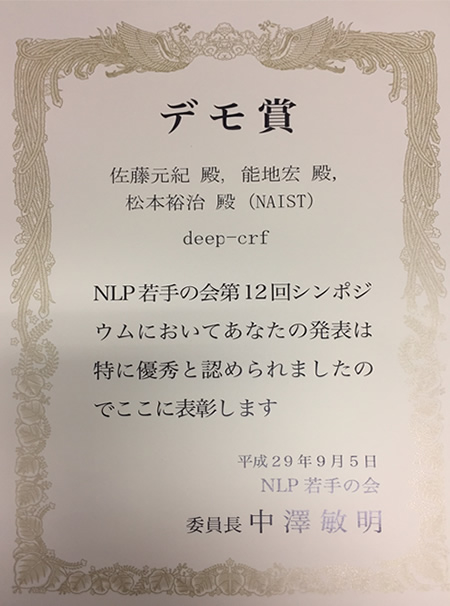 デモ賞
佐藤元紀 殿, 能地宏 殿,
松本裕治 殿 (NAIST)
deep-crf
NLP若手の会第12回シンポジ
ウムにおいてあなたの発表は
特に優秀と認められましたの
でここに表彰します
平成29年9月5日
NLP若手の会
委員長 中澤敏明